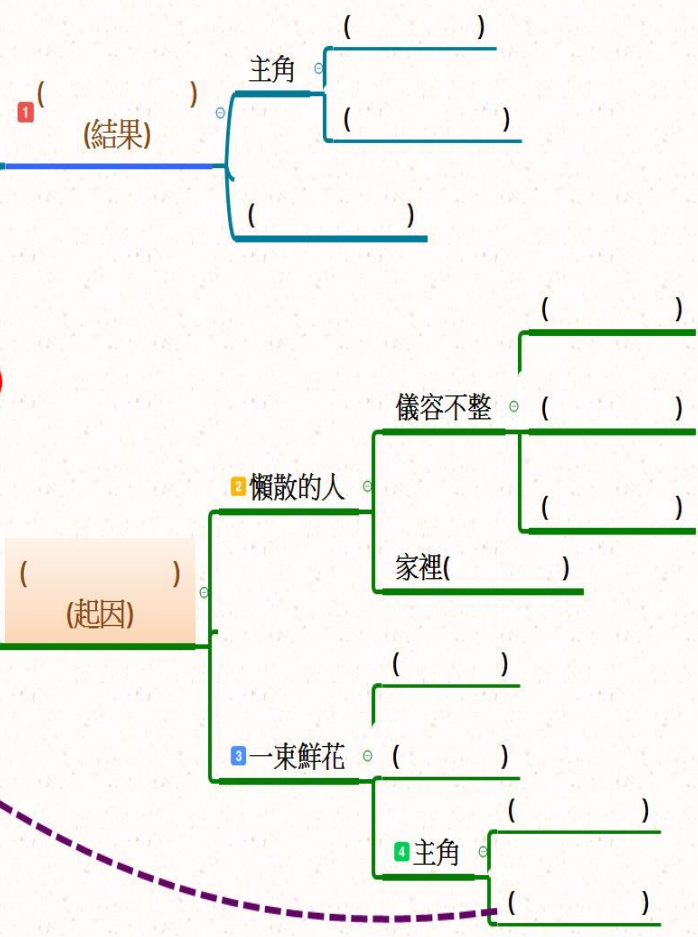 (                )
主角
1 (                )
(結果)
(                )
(                )
(                )
儀容不整 (                )
(                )
2 懶散的人
家裡(                )
(                )
(起因)
(                )
3 一束鮮花 (                )
(                )
4 主角
(                )